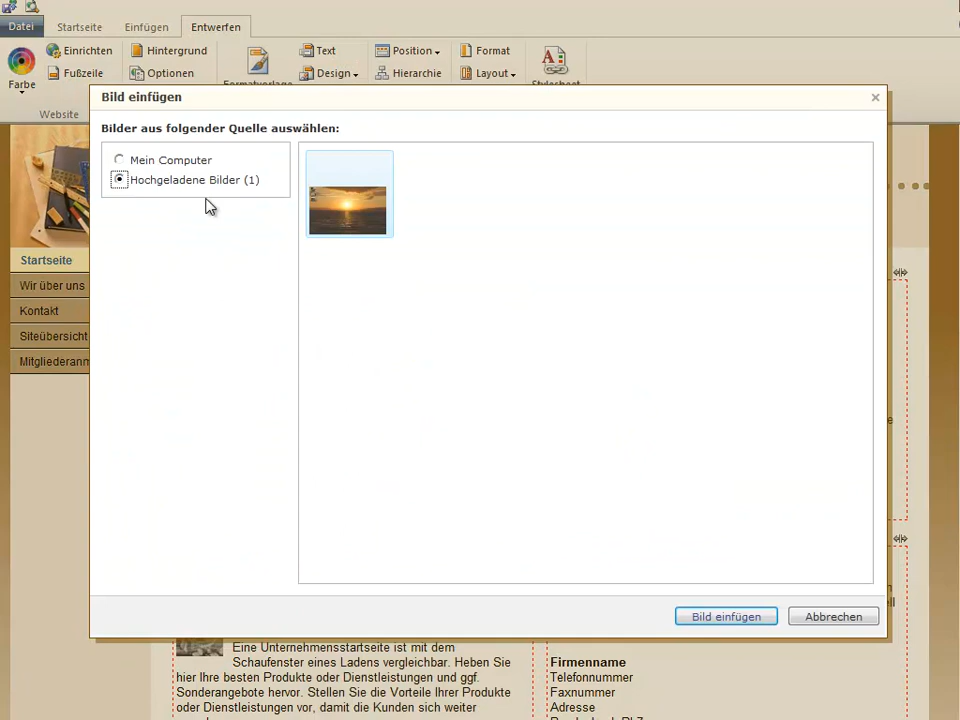 Datei Startseite Einfügen Entwerfen
Einrichten Hintergrund Text Position Format
Farbe Fußzeile Optionen Design Hierarchie Layout
Website
Bild einfügen
Bilder aus folgender Quelle auswählen:
Mein Computer
Hochgeladene Bilder (1)
Startseite
Wir über uns
Kontakt
Siteübersicht
Bild einfügen Abbrechen
Eine Unternehmensstartseite ist mit dem
Schaufenster eines Ladens vergleichbar. Heben Sie
hier Ihre besten Produkte oder Dienstleistungen und ggf.
Sonderangebote hervor. Stellen Sie die Vorteile Ihrer Produkte
oder Dienstleistungen vor, damit die Kunden sich weiter
Firmenname
Telefonnummer
Faxnummer
Adresse